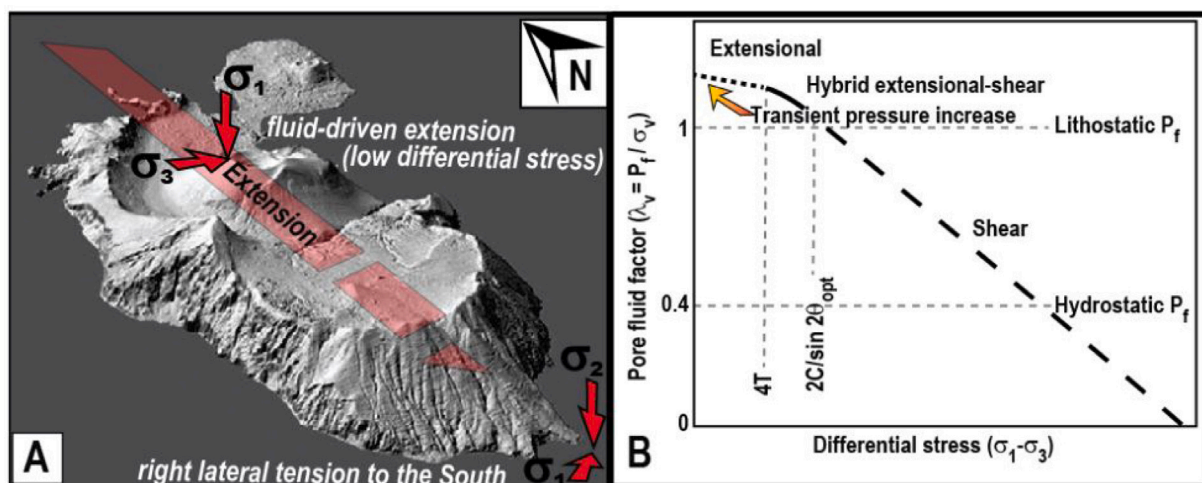 N
σ1
fluid-driven extension
(low differential stress)
σ3
Extension
σ2
A
right lateral tension to the South
σ1
Pore fluid factor (λv = Pf / σv)
Extensional
Hybrid extensional-shear
Transient pressure increase
1
Lithostatic Pf
Shear
0.4
Hydrostatic Pf
4T
2C/sin 2θopt
0
B
Differential stress (σ1-σ3)